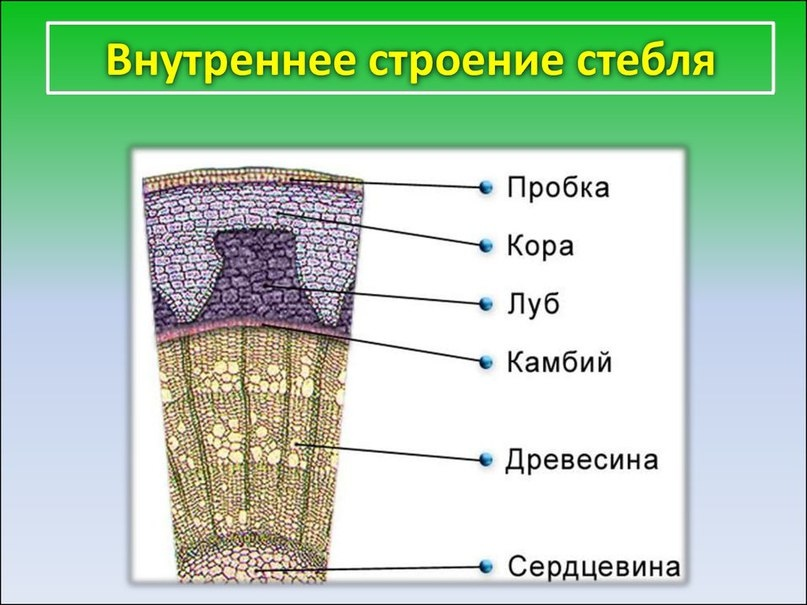 Внутреннее строение стебля
Пробка
Кора
Луб
Камбий
Древесина
Сердцевина